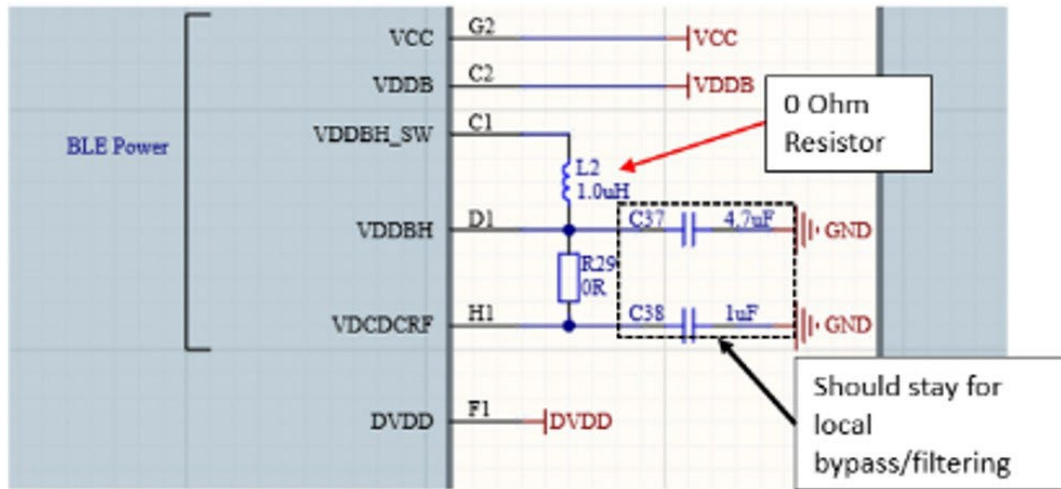 VCC G2 VCC
VDDB C2 VDDB
0 Ohm
Resistor
VDDBH_SW C1
BLE Power
L2
1.0uH
VDDBH D1 C37 4.7uF GND
R29
0R
VDCDCRF H1 C38 1uF GND
Should stay for
local
bypass/filtering
DVDD F1 DVDD